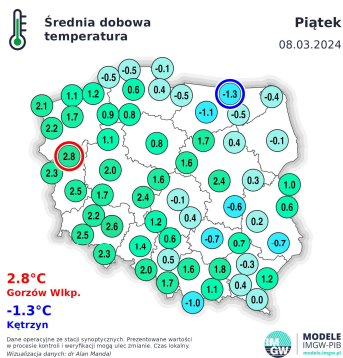 Średnia dobowa
temperatura
Piątek
08.03.2024
-0.5 -0.5 -0.1
1.1 1.2 0.6 0.4 -0.5 -1.3 -0.4
2.1 1.7 0.9 0.8 -1.1 -0.5
2.2
1.1 0.8 1.7 0.4 -0.1
2.8 1.6
2.3 2.0
1.6 2.4 0.3 1.0
2.5 1.7 2.4 -0.1
-0.6 0.6
2.2 1.2 0.4 0.2
2.6
2.5 0.6 -0.7 0.7 -0.7
1.4
2.3 0.5
2.0 1.6 1.8 -0.3
1.7 1.2
1.1 0.4
-1.0 0.0
2.8°C
Gorzów Wlkp.
-1.3°C
Kętrzyn
Dane operacyjne ze stacji synoptycznych. Prezentowane wartości
w procesie kontroli i weryfikacji mogą ulec zmianie. Czas lokalny.
Wizualizacja danych: dr Alan Mandal
IM
GW
MODELE
IMGW-PIB
modele.imgw.pl